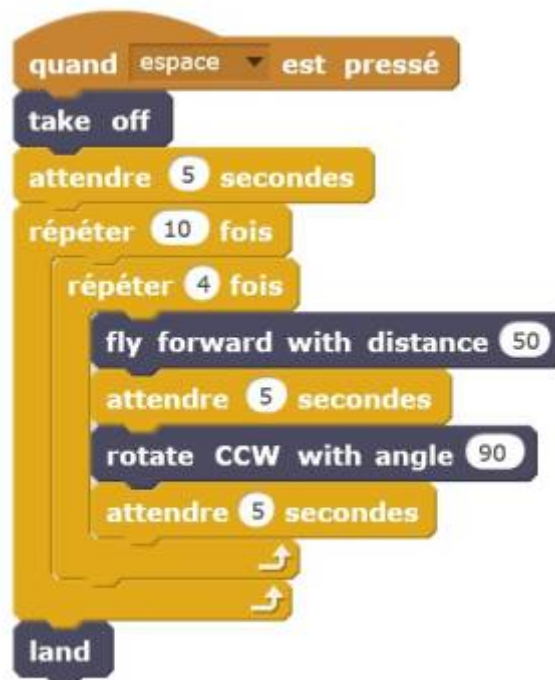 quand espace est pressé
take off
attendre 5 secondes
répéter 10 fois
répéter 4 fois
fly forward with distance 50
attendre 5 secondes
rotate CCW with angle 90
attendre 5 secondes
land